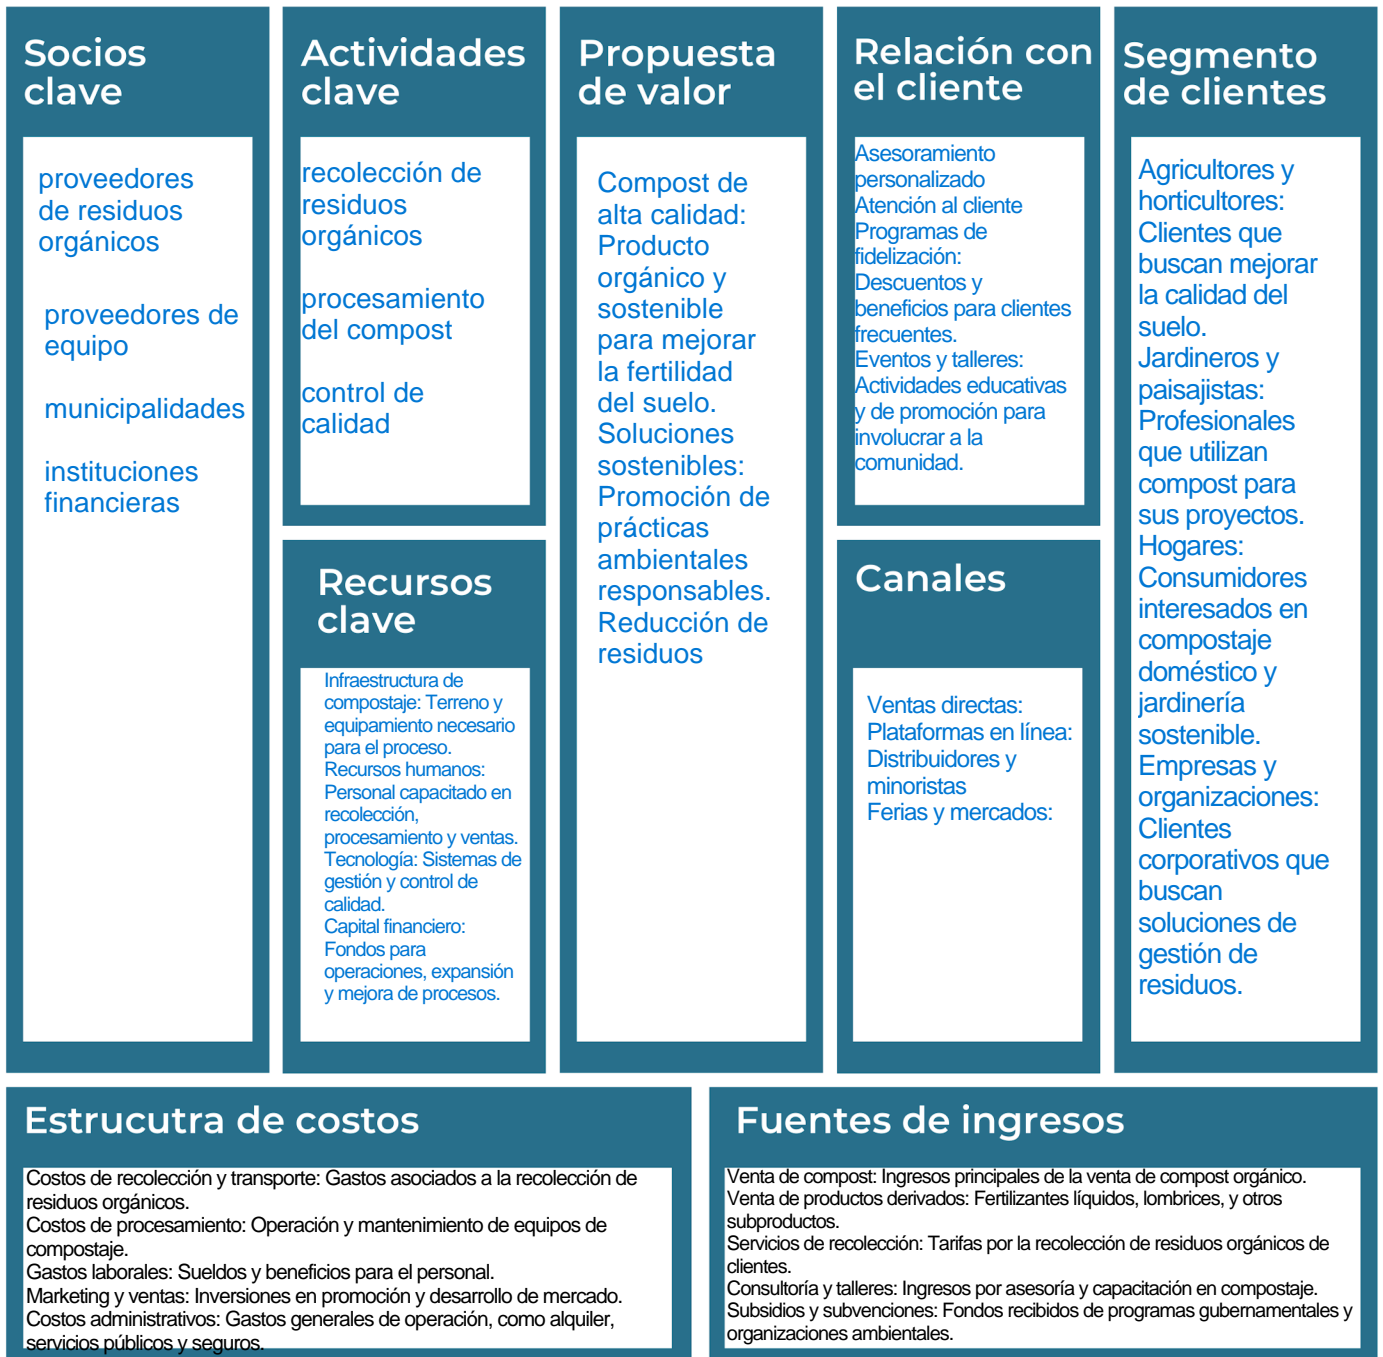 Socios
clave
proveedores
de residuos
orgánicos
proveedores de
equipo
municipalidades
instituciones
financieras
Actividades
clave
recolección de
residuos
orgánicos
procesamiento
del compost
control de
calidad
Recursos
clave
Infraestructura de
compostaje: Terreno y
equipamiento necesario
para el proceso.
Recursos humanos:
Personal capacitado en
recolección,
procesamiento y ventas.
Tecnología: Sistemas de
gestión y control de
calidad.
Capital financiero:
Fondos para
operaciones, expansión
y mejora de procesos.
Propuesta
de valor
Compost de
alta calidad:
Producto
orgánico y
sostenible
para mejorar
la fertilidad
del suelo.
Soluciones
sostenibles:
Promoción de
prácticas
ambientales
responsables.
Reducción de
residuos
Relación con
el cliente
Asesoramiento
personalizado
Atención al cliente
Programas de
fidelización:
Descuentos y
beneficios para clientes
frecuentes.
Eventos y talleres:
Actividades educativas
y de promoción para
involucrar a la
comunidad.
Canales
Ventas directas:
Plataformas en línea:
Distribuidores y
minoristas
Ferias y mercados:
Segmento
de clientes
Agricultores y
horticultores:
Clientes que
buscan mejorar
la calidad del
suelo.
Jardineros y
paisajistas:
Profesionales
que utilizan
compost para
sus proyectos.
Hogares:
Consumidores
interesados en
compostaje
doméstico y
jardinería
sostenible.
Empresas y
organizaciones:
Clientes
corporativos que
buscan
soluciones de
gestión de
residuos.
Estrucutra de costos
Costos de recolección y transporte: Gastos asociados a la recolección de
residuos orgánicos.
Costos de procesamiento: Operación y mantenimiento de equipos de
compostaje.
Gastos laborales: Sueldos y beneficios para el personal.
Marketing y ventas: Inversiones en promoción y desarrollo de mercado.
Costos administrativos: Gastos generales de operación, como alquiler,
servicios públicos y seguros.
Fuentes de ingresos
Venta de compost: Ingresos principales de la venta de compost orgánico.
Venta de productos derivados: Fertilizantes líquidos, lombrices, y otros
subproductos.
Servicios de recolección: Tarifas por la recolección de residuos orgánicos de
clientes.
Consultoría y talleres: Ingresos por asesoría y capacitación en compostaje.
Subsidios y subvenciones: Fondos recibidos de programas gubernamentales y
organizaciones ambientales.